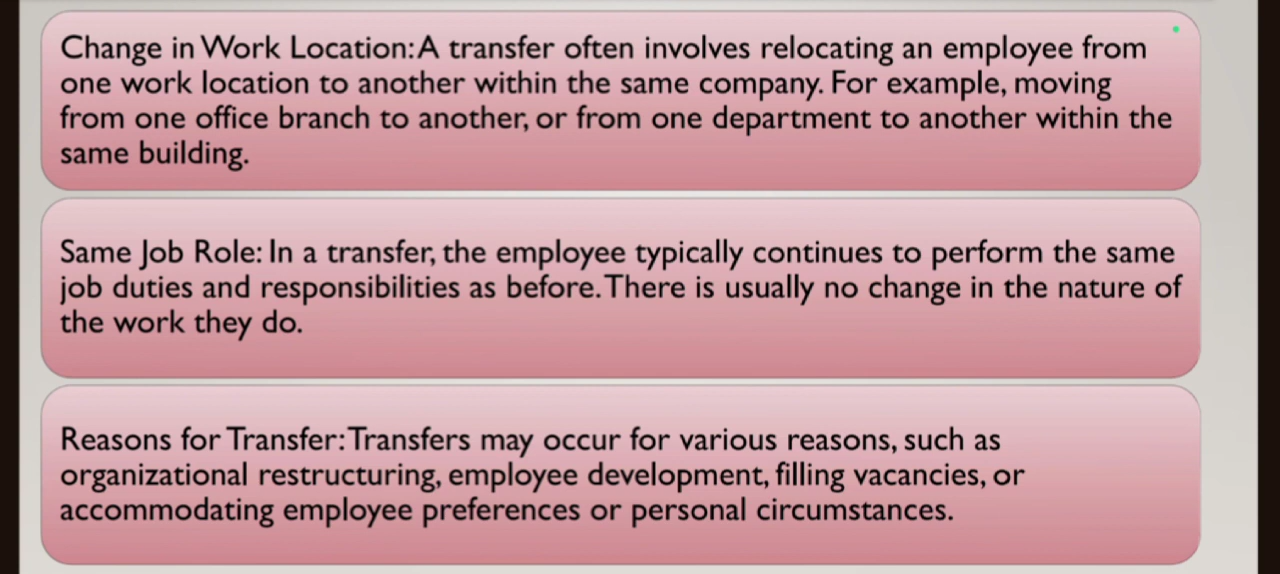 Change in Work Location: A transfer often involves relocating an employee from
one work location to another within the same company. For example, moving
from one office branch to another, or from one department to another within the
same building.
Same Job Role: In a transfer, the employee typically continues to perform the same
job duties and responsibilities as before. There is usually no change in the nature of
the work they do.
Reasons for Transfer: Transfers may occur for various reasons, such as
organizational restructuring, employee development, filling vacancies, or
accommodating employee preferences or personal circumstances.